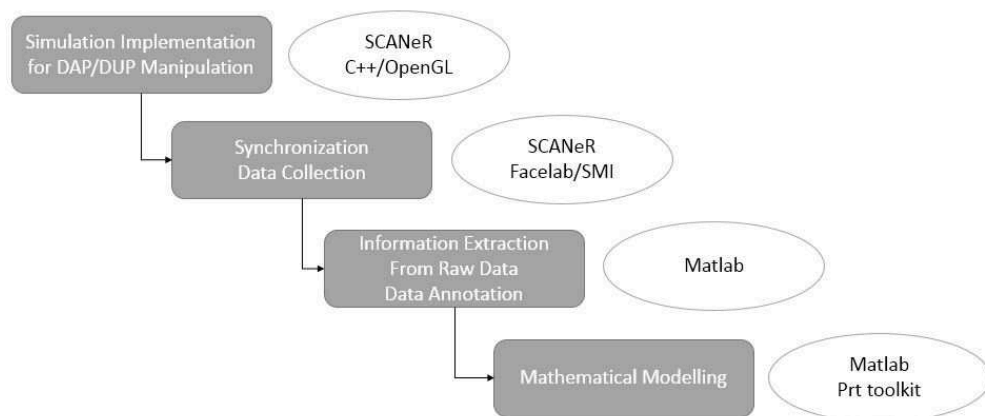 Simulation Implementation
for DAP/DUP Manipulation
SCANeR
C++/OpenGL
Synchronization
Data Collection
SCANeR
Facelab/SMI
Information Extraction
From Raw Data
Data Annotation
Matlab
Mathematical Modelling
Matlab
Prt toolkit